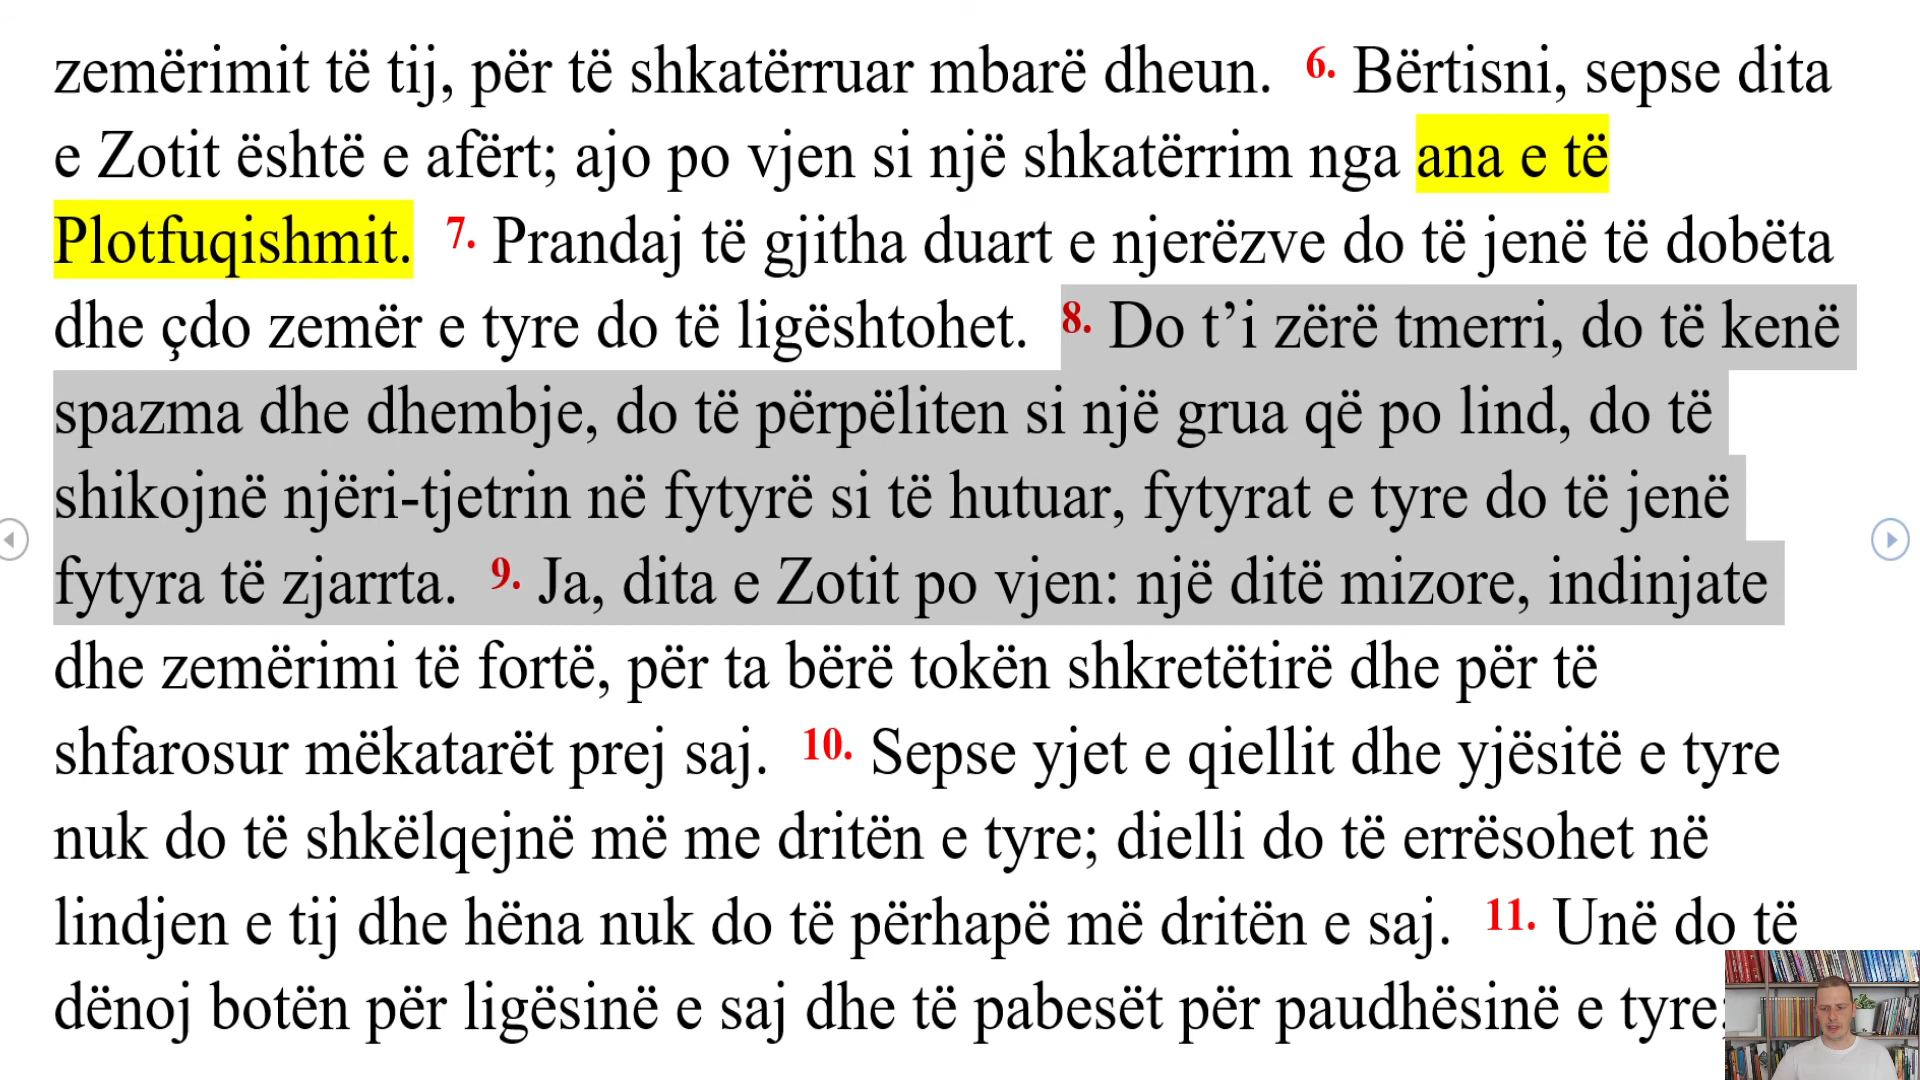 zemërimit të tij, për të shkatërruar mbarë dheun. 6. Bërtisni, sepse dita
e Zotit është e afërt; ajo po vjen si një shkatërrim nga ana e të
Plotfuqishmit. 7. Prandaj të gjitha duart e njerëzve do të jenë të dobëta
dhe çdo zemër e tyre do të ligështohet. 8. Do t’i zërë tmerri, do të kenë
spazma dhe dhembje, do të përpëliten si një grua që po lind, do të
shikojnë njëri-tjetrin në fytyrë si të hutuar, fytyrat e tyre do të jenë
fytyra të zjarrta. 9. Ja, dita e Zotit po vjen: një ditë mizore, indinjate
dhe zemërimi të fortë, për ta bërë tokën shkretëtirë dhe për të
shfarosur mëkatarët prej saj. 10. Sepse yjet e qiellit dhe yjësitë e tyre
nuk do të shkëlqejnë më me dritën e tyre; dielli do të errësohet në
lindjen e tij dhe hëna nuk do të përhapë më dritën e saj. 11. Unë do të
dënoj botën për ligësinë e saj dhe të pabesët për paudhësinë e tyre;